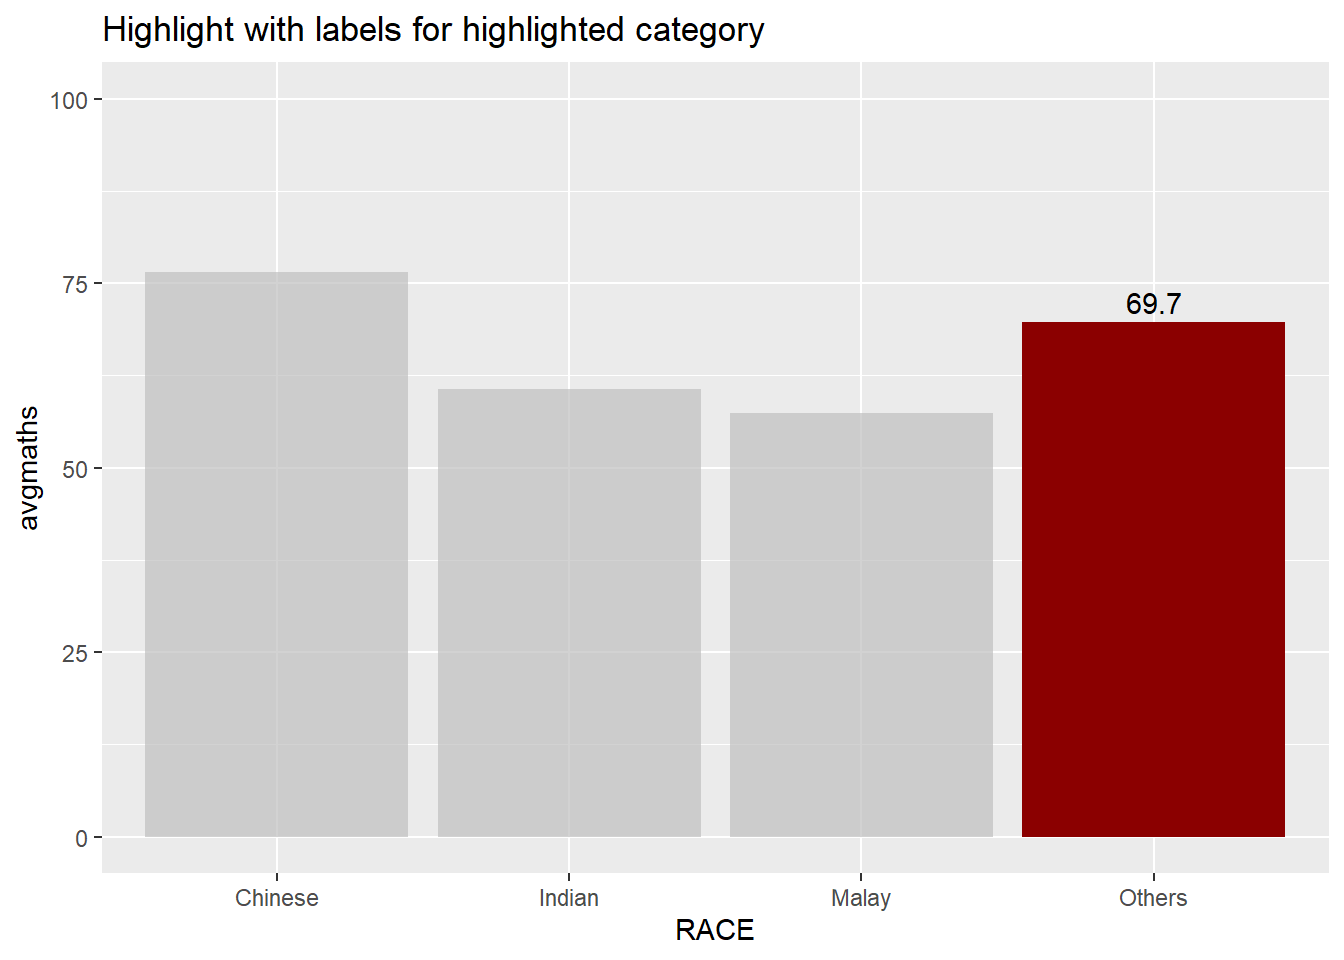 Highlight with labels for highlighted category
100
75
50
25
0
avgmaths
69.7
Chinese
Indian
Malay
Others
RACE